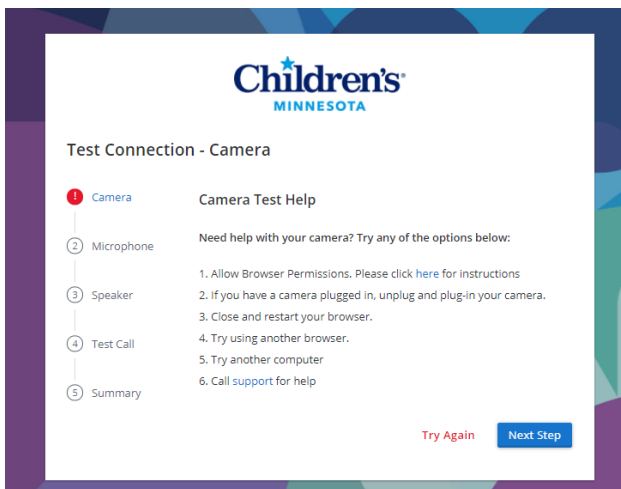 Children's
MINNESOTA
Test Connection - Camera
! Camera
2 Microphone
3 Speaker
4 Test Call
5 Summary
Camera Test Help
Need help with your camera? Try any of the options below:
1. Allow Browser Permissions. Please click here for instructions
2. If you have a camera plugged in, unplug and plug-in your camera.
3. Close and restart your browser.
4. Try using another browser.
5. Try another computer
6. Call support for help
Try Again
Next Step